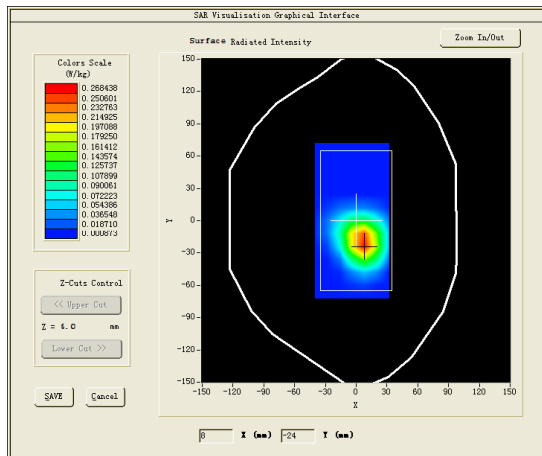 SAR Visualisation Graphical Interface
Surface Radiated Intensity
Zoom In/Out
Colors Scale
(W/kg)
0.268438
0.250601
0.232763
0.214925
0.197088
0.179250
0.161412
0.143574
0.125737
0.107899
0.090061
0.072223
0.054386
0.036548
0.018710
0.000873
Z-Cuts Control
<< Upper Cut
Z = 4.0 mm
Lower Cut >>
SAVE
Cancel
150
120
90
60
30
0
-30
-60
-90
-120
-150
Y
-150 -120 -90 -60 -30 0 30 60 90 120 150
X
8 X (mm) -24 Y (mm)